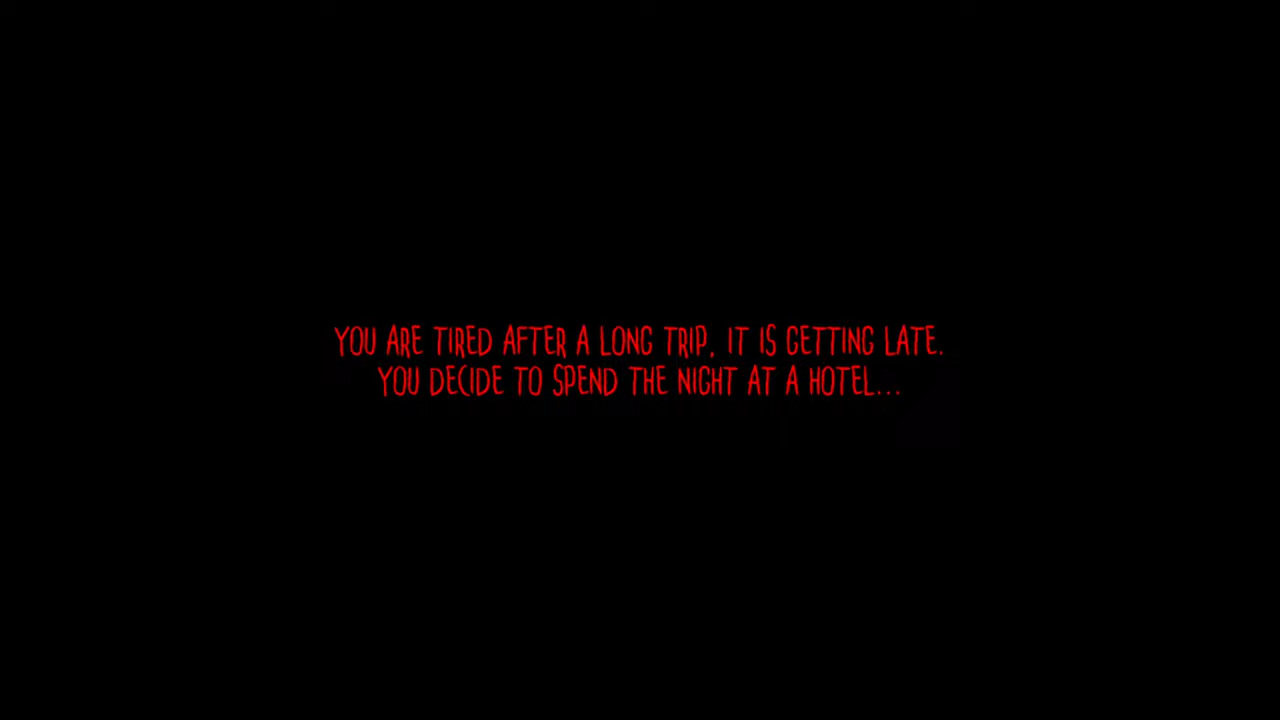 YOU ARE TIRED AFTER A LONG TRIP. IT IS GETTING LATE.
YOU DECIDE TO SPEND THE NIGHT AT A HOTEL...